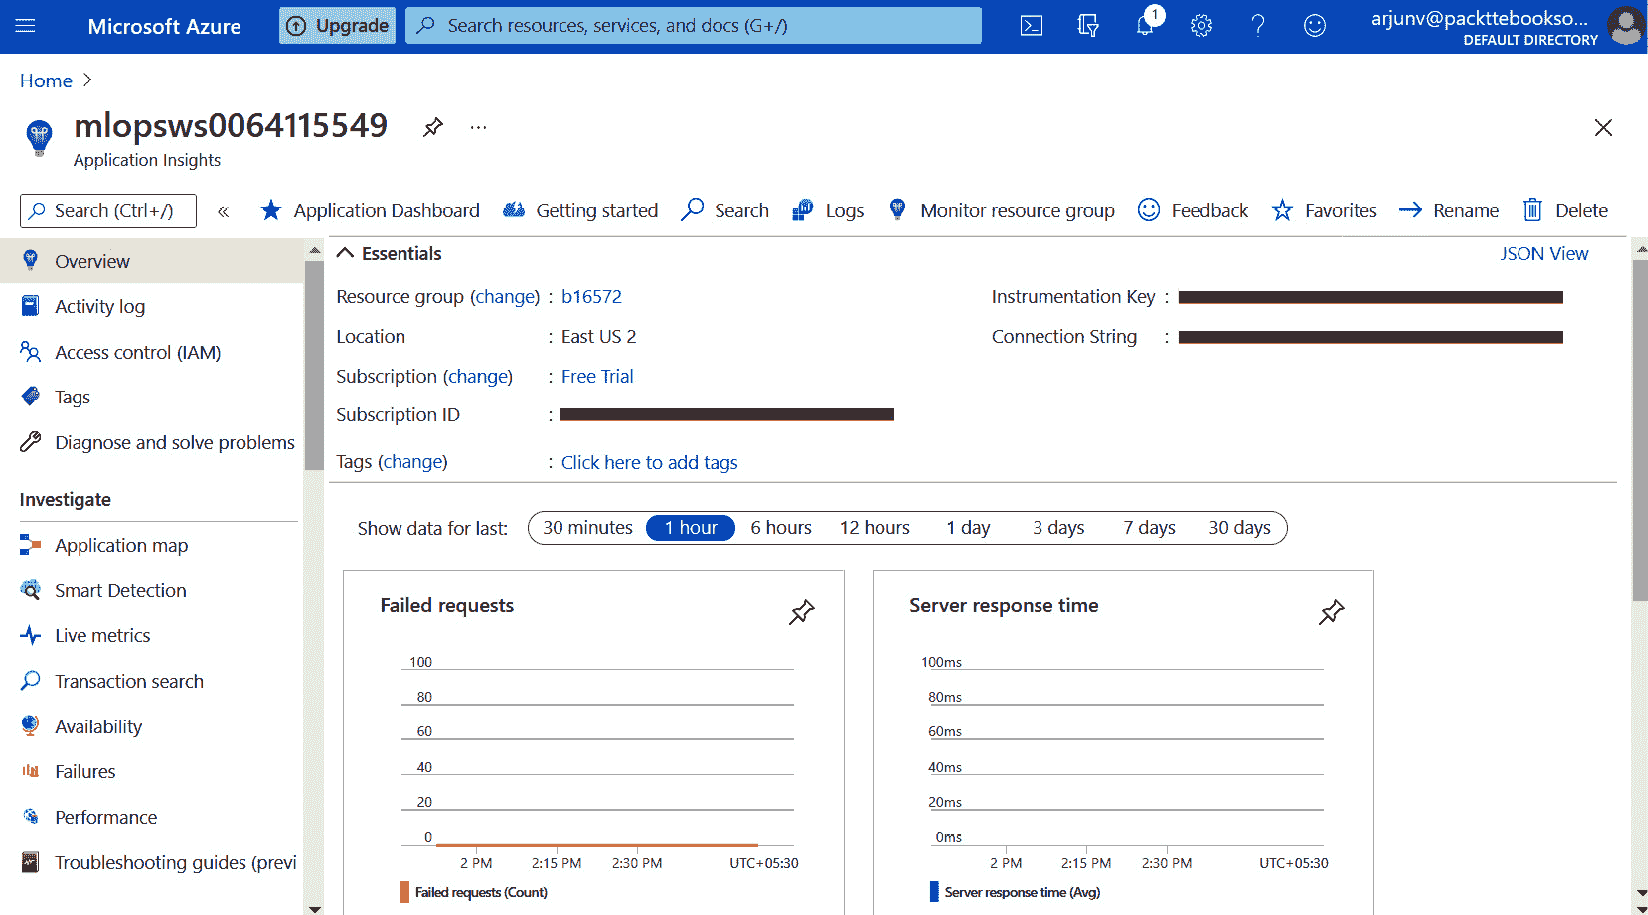 Microsoft Azure
Upgrade
Search resources, services, and docs (G+/)
1
arjunv@packttebookso...
DEFAULT DIRECTORY
Home >
mlopsws0064115549
...
Application Insights
Search (Ctrl+/)
«
Application Dashboard
Getting started
Search
Logs
Monitor resource group
Feedback
Favorites
Rename
Delete
Overview
Activity log
Access control (IAM)
Tags
Diagnose and solve problems
Investigate
Application map
Smart Detection
Live metrics
Transaction search
Availability
Failures
Performance
Troubleshooting guides (previ
Essentials
JSON View
Resource group (change) : b16572
Location : East US 2
Subscription (change) : Free Trial
Subscription ID :
Tags (change) : Click here to add tags
Instrumentation Key :
Connection String :
Show data for last: 30 minutes 1 hour 6 hours 12 hours 1 day 3 days 7 days 30 days
Failed requests
100
80
60
40
20
0
2 PM 2:15 PM 2:30 PM UTC+05:30
Failed requests (Count)
Server response time
100ms
80ms
60ms
40ms
20ms
0ms
2 PM 2:15 PM 2:30 PM UTC+05:30
Server response time (Avg)